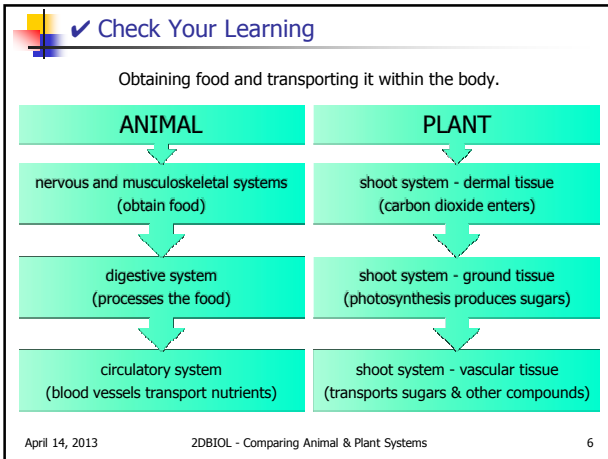 ✔ Check Your Learning
Obtaining food and transporting it within the body.
ANIMAL
nervous and musculoskeletal systems
(obtain food)
digestive system
(processes the food)
circulatory system
(blood vessels transport nutrients)
PLANT
shoot system - dermal tissue
(carbon dioxide enters)
shoot system - ground tissue
(photosynthesis produces sugars)
shoot system - vascular tissue
(transports sugars & other compounds)
April 14, 2013
2DBIOL - Comparing Animal & Plant Systems
6